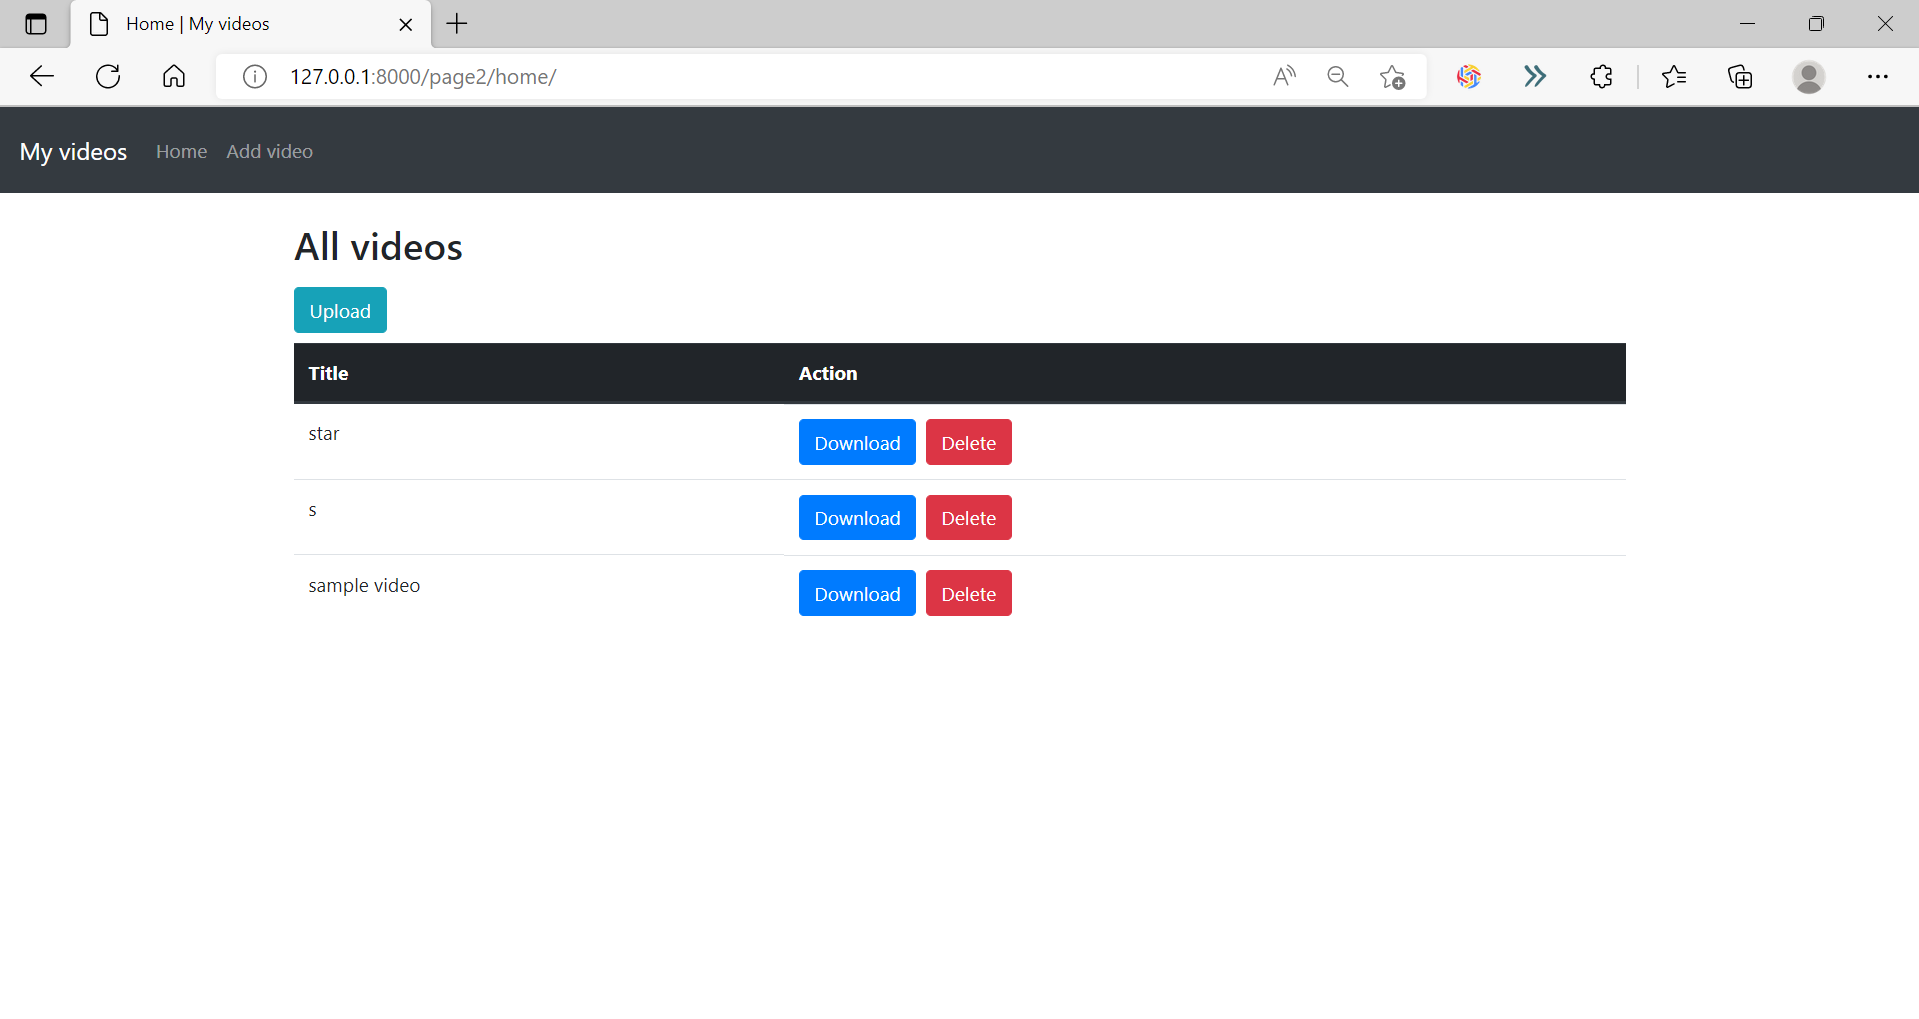 Home | My videos
127.0.0.1:8000/page2/home/
My videos Home Add video
All videos
Upload
Title Action
star Download Delete
s Download Delete
sample video Download Delete